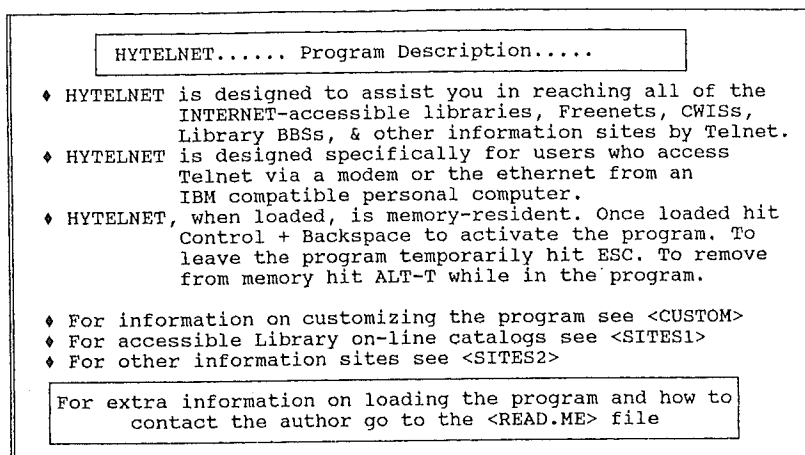 HYTELNET...... Program Description.....
♦ HYTELNET is designed to assist you in reaching all of the
INTERNET-accessible libraries, Freenets, CWISs,
Library BBSs, & other information sites by Telnet.
♦ HYTELNET is designed specifically for users who access
Telnet via a modem or the ethernet from an
IBM compatible personal computer.
♦ HYTELNET, when loaded, is memory-resident. Once loaded hit
Control + Backspace to activate the program. To
leave the program temporarily hit ESC. To remove
from memory hit ALT-T while in the program.
♦ For information on customizing the program see <CUSTOM>
♦ For accessible Library on-line catalogs see <SITES1>
♦ For other information sites see <SITES2>
For extra information on loading the program and how to
contact the author go to the <READ.ME> file